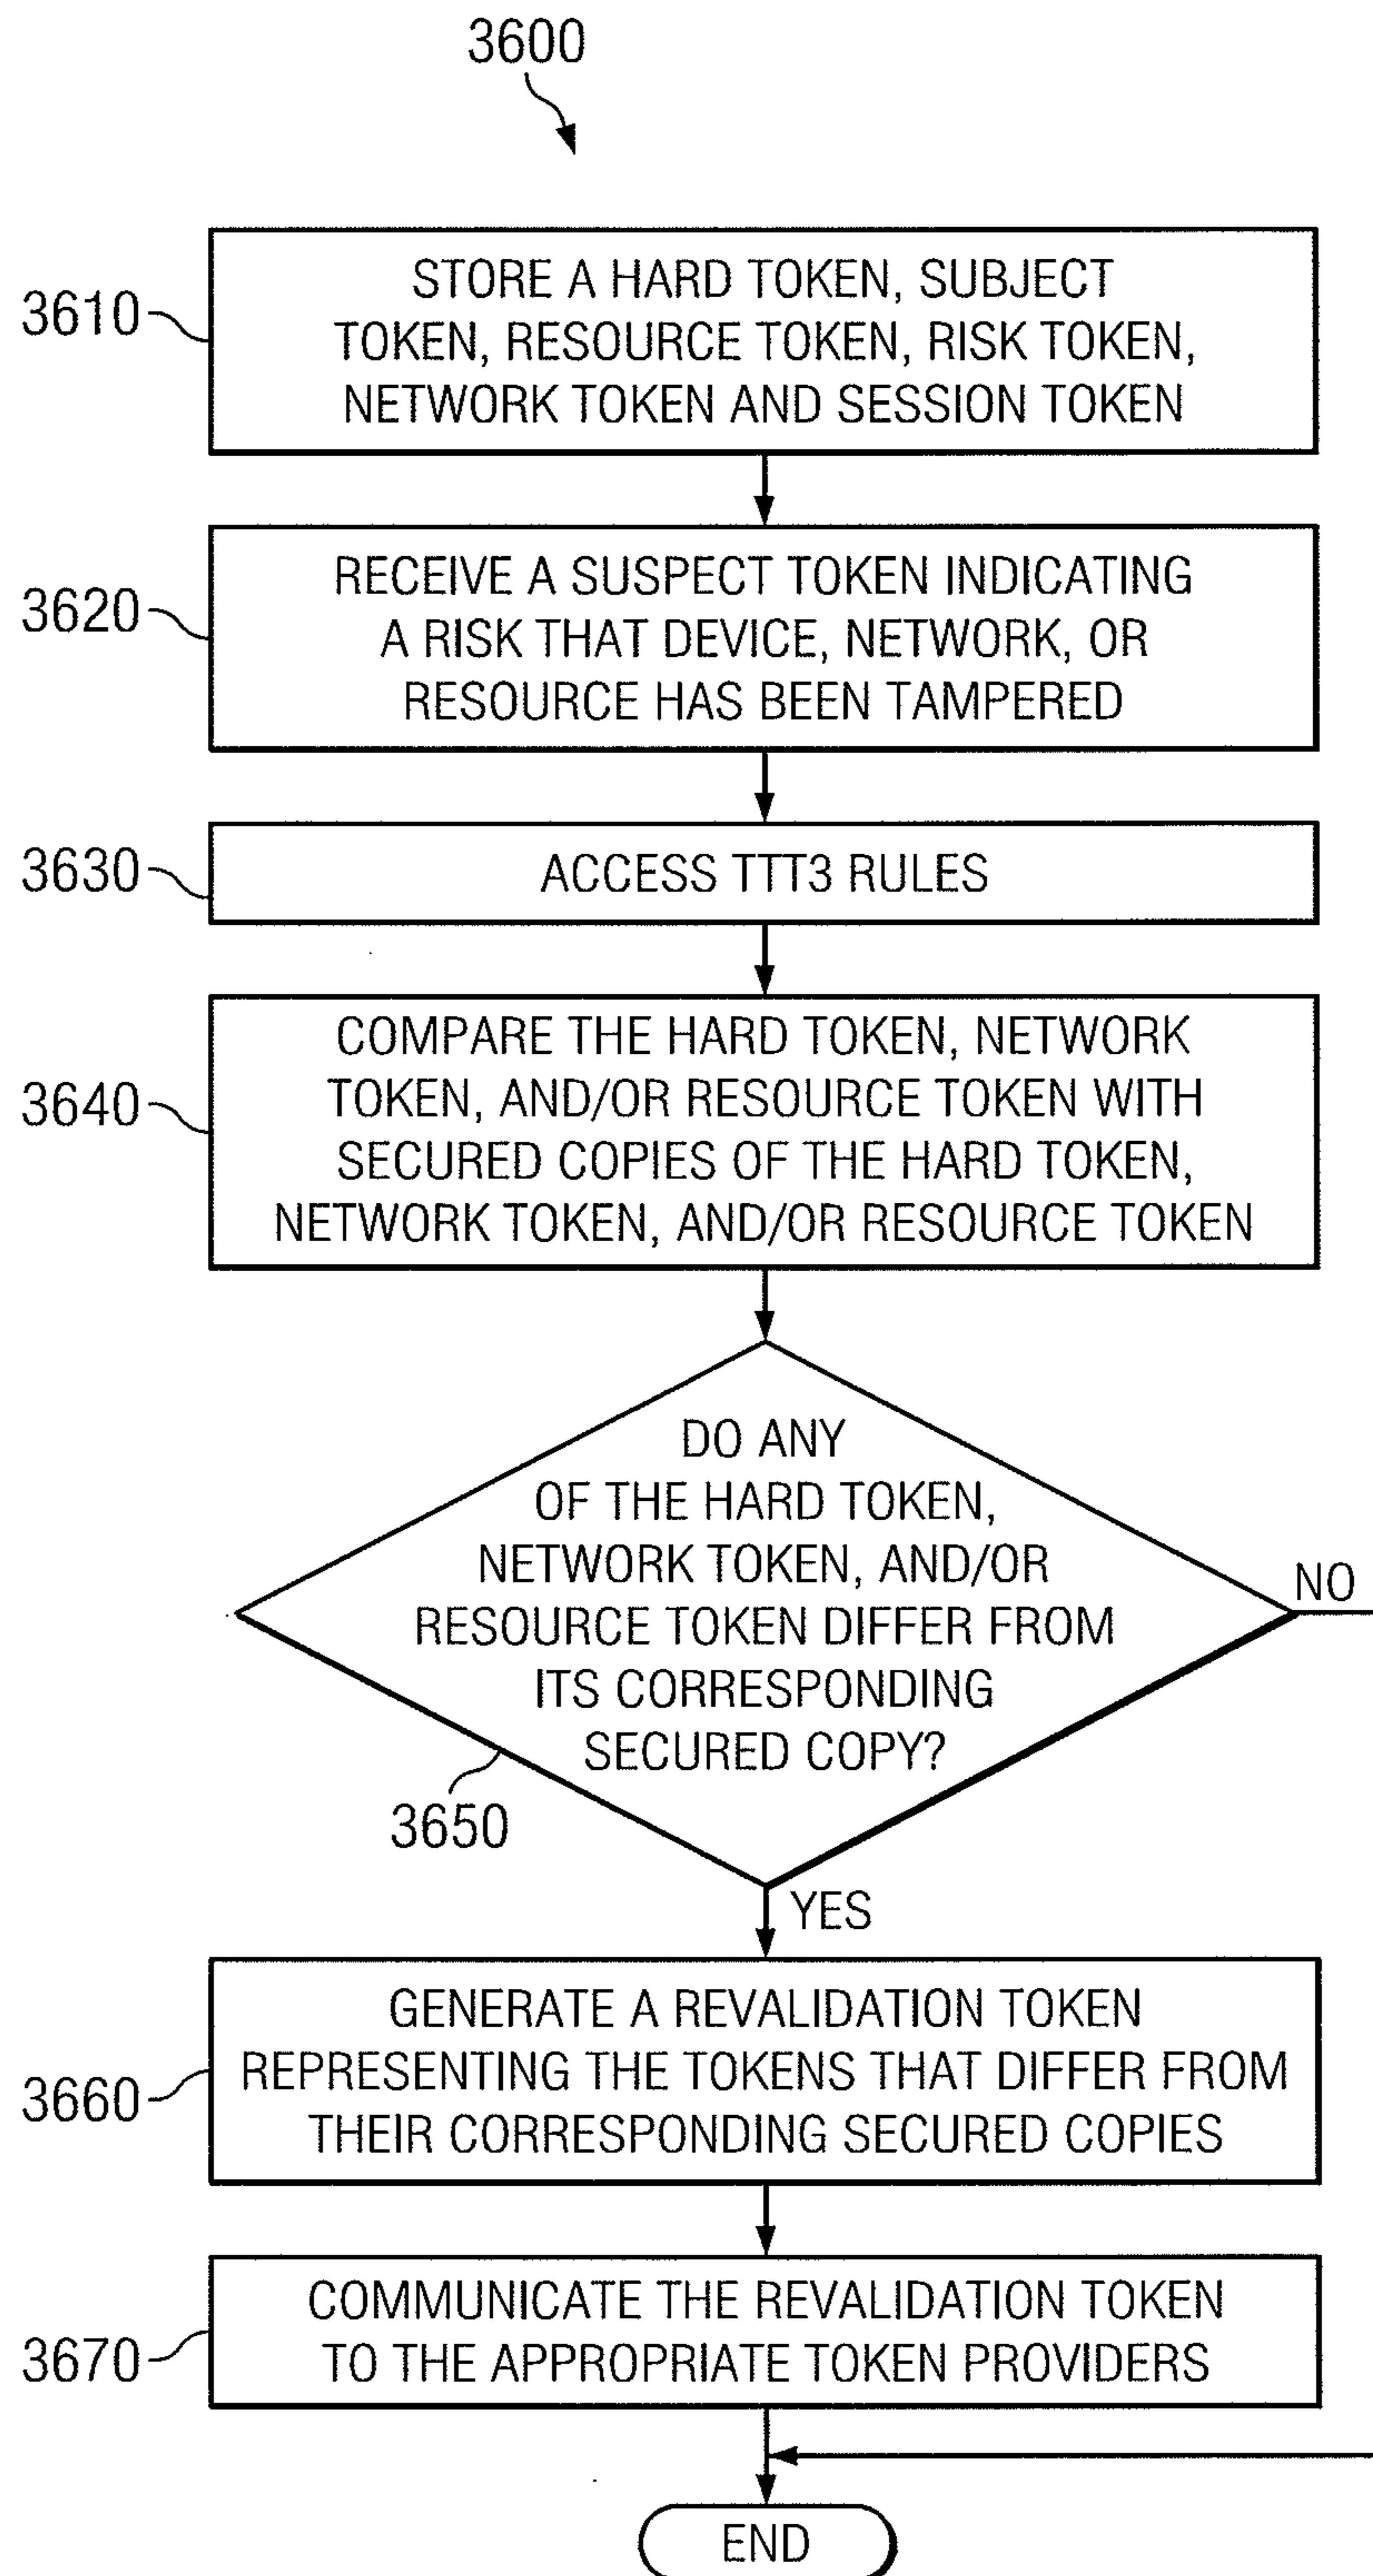 3600
3610
STORE A HARD TOKEN, SUBJECT
TOKEN, RESOURCE TOKEN, RISK TOKEN,
NETWORK TOKEN AND SESSION TOKEN
3620
RECEIVE A SUSPECT TOKEN INDICATING
A RISK THAT DEVICE, NETWORK, OR
RESOURCE HAS BEEN TAMPERED
3630
ACCESS TTT3 RULES
3640
COMPARE THE HARD TOKEN, NETWORK
TOKEN, AND/OR RESOURCE TOKEN WITH
SECURED COPIES OF THE HARD TOKEN,
NETWORK TOKEN, AND/OR RESOURCE TOKEN
DO ANY
OF THE HARD TOKEN,
NETWORK TOKEN, AND/OR
RESOURCE TOKEN DIFFER FROM
ITS CORRESPONDING
SECURED COPY?
NO
3650
YES
3660
GENERATE A REVALIDATION TOKEN
REPRESENTING THE TOKENS THAT DIFFER FROM
THEIR CORRESPONDING SECURED COPIES
3670
COMMUNICATE THE REVALIDATION TOKEN
TO THE APPROPRIATE TOKEN PROVIDERS
END